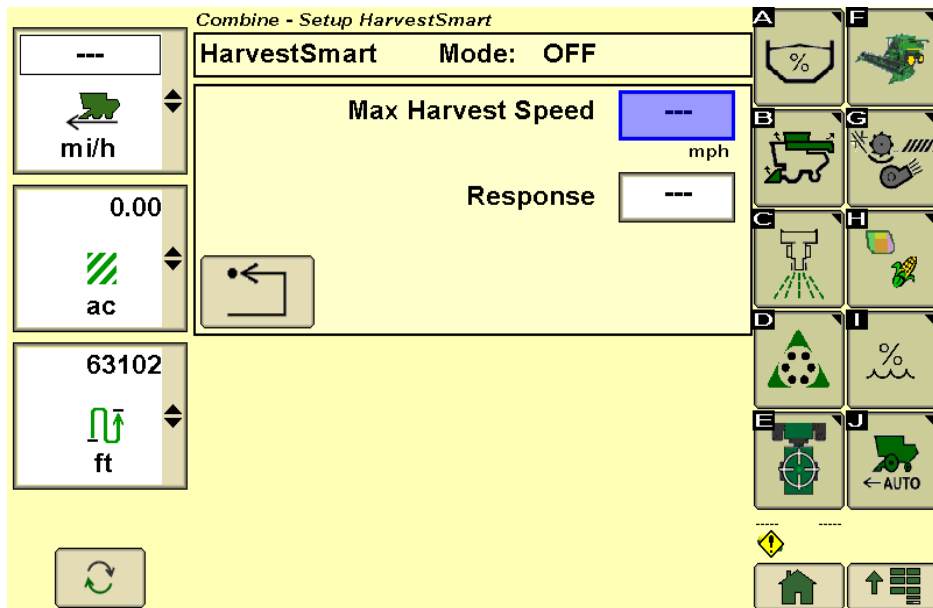 Combine - Setup HarvestSmart
HarvestSmart Mode: OFF
---
mi/h
Max Harvest Speed ---
mph
Response ---
0.00
ac
63102
ft
A
F
%
B
G
C
H
D
I
%
E
J
←AUTO
----- -----
!